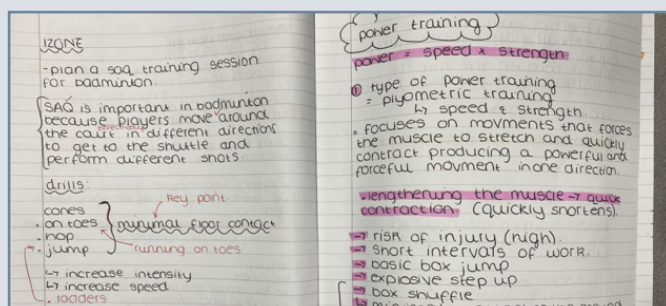 IZONE
-plan a saq training session
for badminton.
SAQ is important in badminton
because players move around
effectively
the court in different directions
to get to the shuttle and
perform different shots.
drills:
Key point.
cones
. on toes } minimal floor contact
. hop
. jump
running on toes
↳ increase intensity
↳ increase speed
. ladders
power training
power = speed x strength
① type of power training
= plyometric training
↳ speed & strength.
. focuses on movments that forces
the muscle to stretch and quickly
contract producing a powerful and
forceful movment in one direction.
• lengthening the muscle → quick
contraction (quickly shortens).
→ risk of injury (high).
→ short intervals of work.
→ basic box jump
→ explosive step up
→ box shuffle